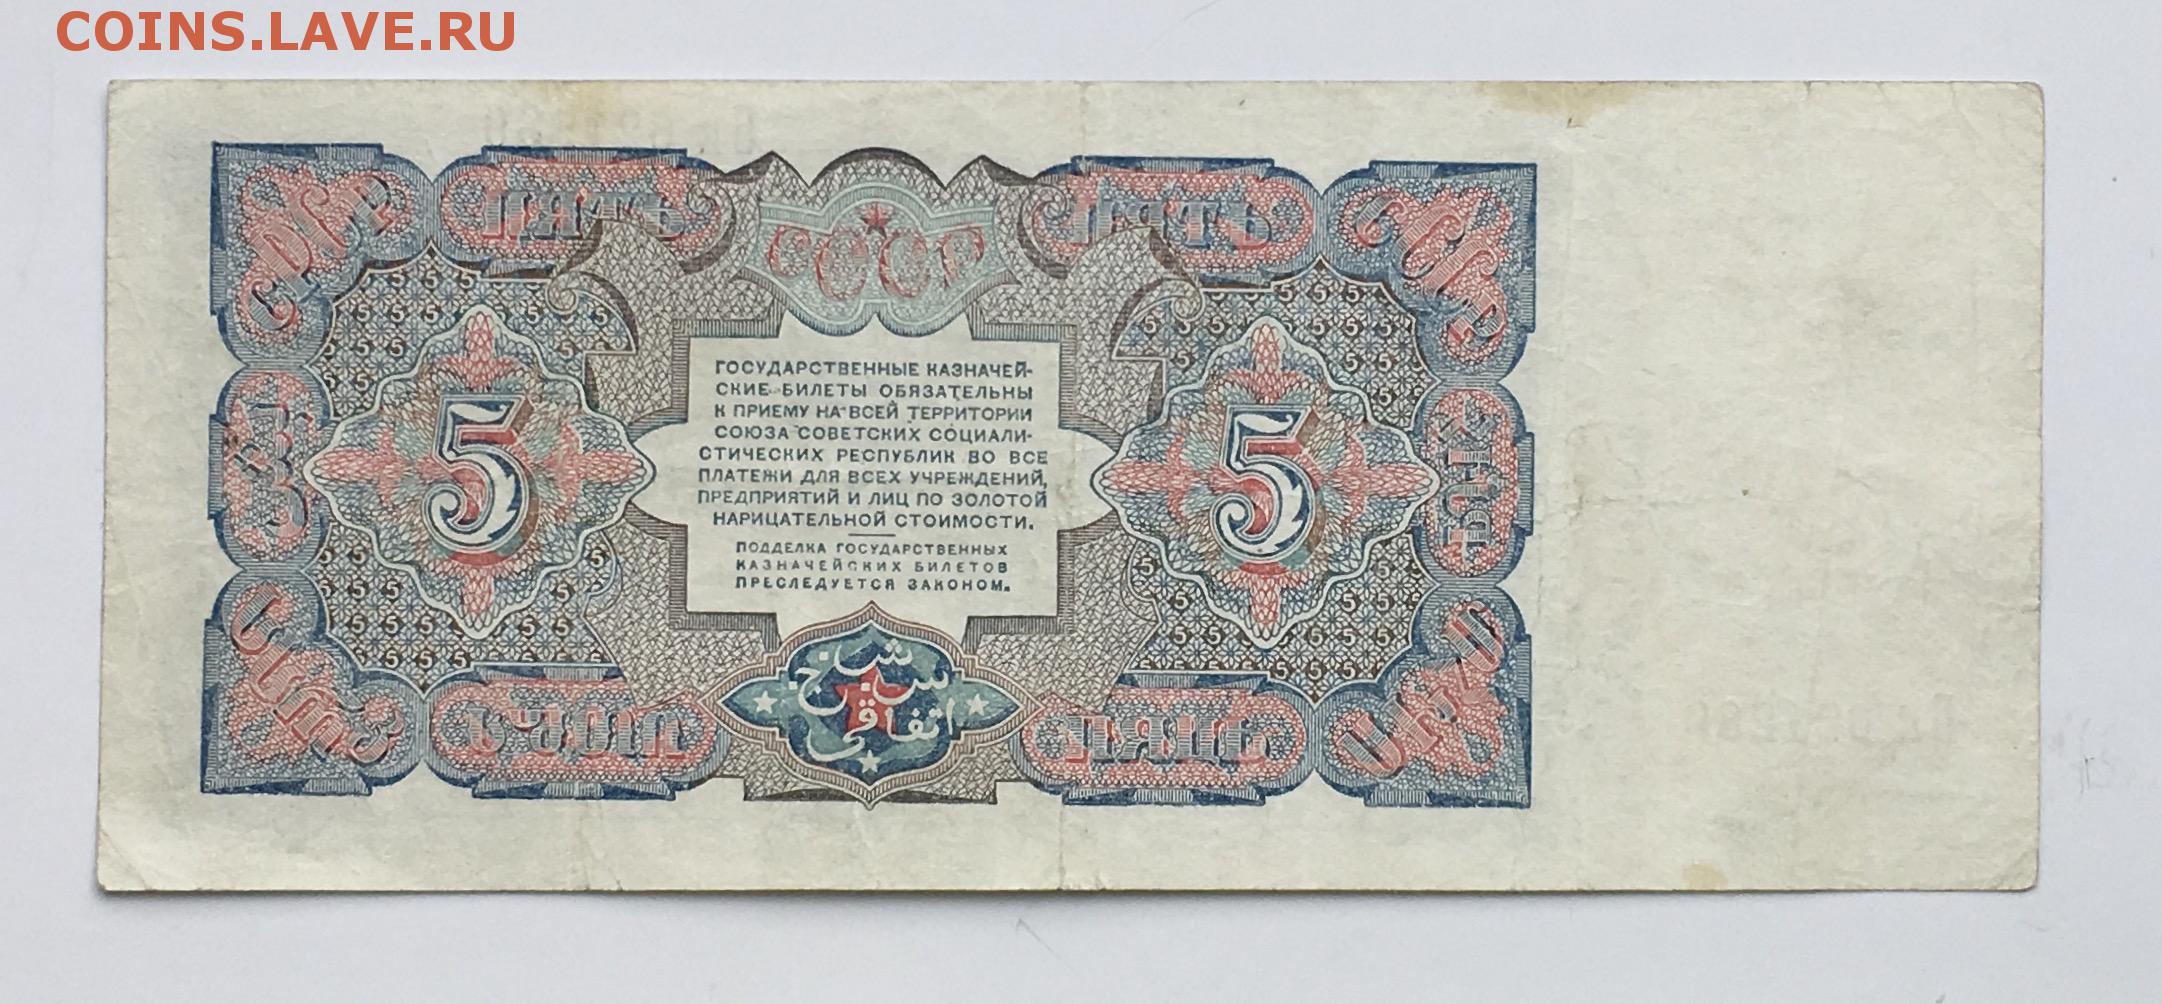 COINS.LAVE.RU
ПЯТЬ
ПЯТЬ
СССР
5
5
ГОСУДАРСТВЕННЫЕ КАЗНАЧЕЙ-
СКИЕ БИЛЕТЫ ОБЯЗАТЕЛЬНЫ
К ПРИЕМУ НА ВСЕЙ ТЕРРИТОРИИ
СОЮЗА СОВЕТСКИХ СОЦИАЛИ-
СТИЧЕСКИХ РЕСПУБЛИК ВО ВСЕ
ПЛАТЕЖИ ДЛЯ ВСЕХ УЧРЕЖДЕНИЙ,
ПРЕДПРИЯТИЙ И ЛИЦ ПО ЗОЛОТОЙ
НАРИЦАТЕЛЬНОЙ СТОИМОСТИ.
ПОДДЕЛКА ГОСУДАРСТВЕННЫХ
КАЗНАЧЕЙСКИХ БИЛЕТОВ
ПРЕСЛЕДУЕТСЯ ЗАКОНОМ.
ش. ج.
س. ج.
اتفاقى